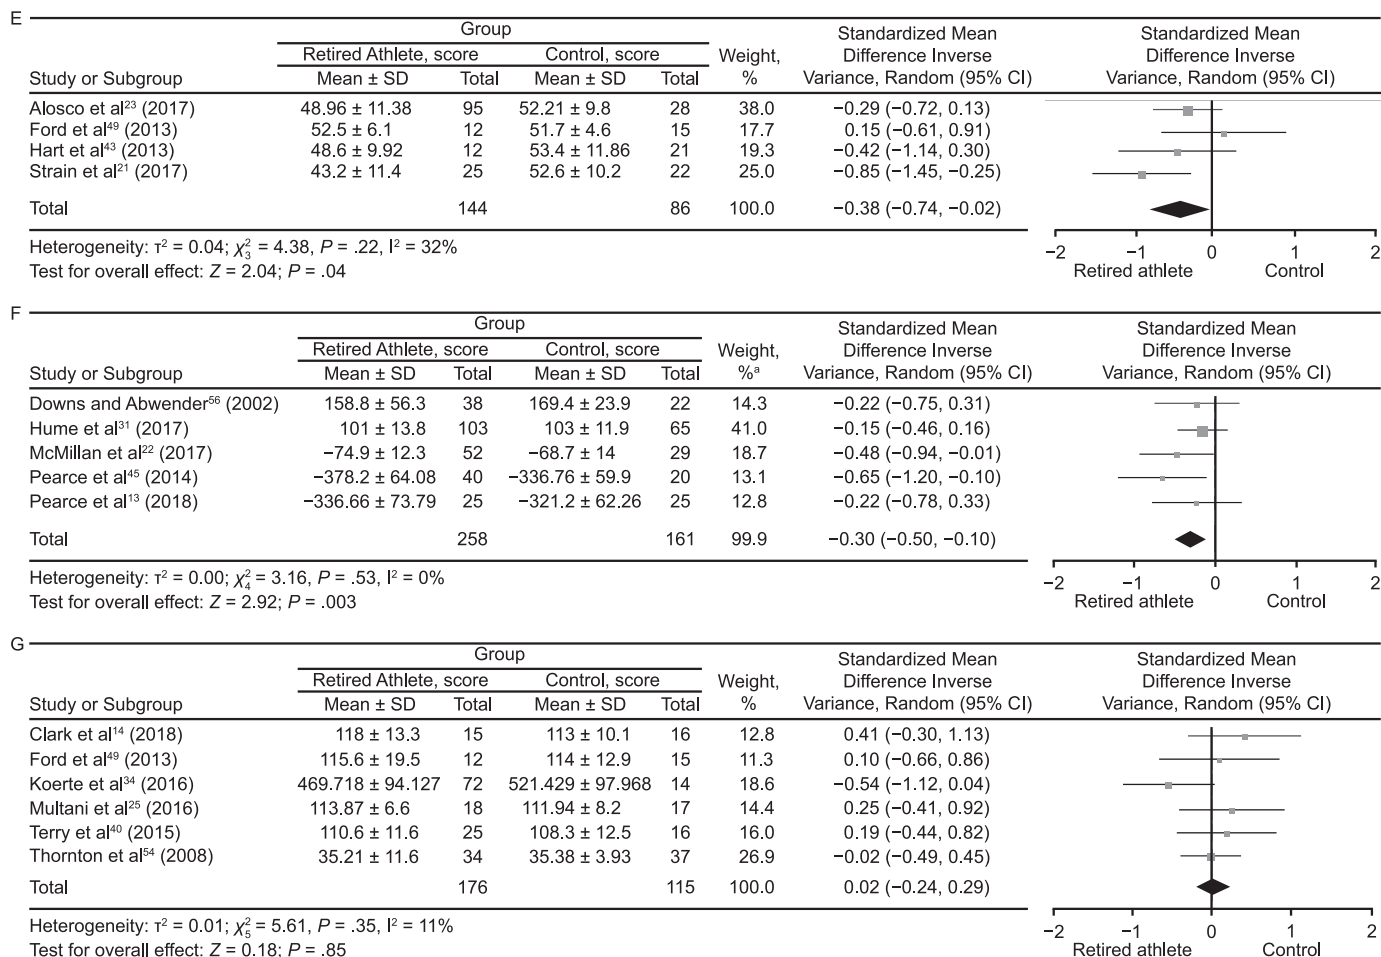 E
Group
Retired Athlete, score Control, score Weight, Standardized Mean Difference Inverse Standardized Mean Difference Inverse
Study or Subgroup Mean ± SD Total Mean ± SD Total % Variance, Random (95% CI) Variance, Random (95% CI)
Alosco et al23 (2017) 48.96 ± 11.38 95 52.21 ± 9.8 28 38.0 −0.29 (−0.72, 0.13)
Ford et al49 (2013) 52.5 ± 6.1 12 51.7 ± 4.6 15 17.7 0.15 (−0.61, 0.91)
Hart et al43 (2013) 48.6 ± 9.92 12 53.4 ± 11.86 21 19.3 −0.42 (−1.14, 0.30)
Strain et al21 (2017) 43.2 ± 11.4 25 52.6 ± 10.2 22 25.0 −0.85 (−1.45, −0.25)
Total 144 86 100.0 −0.38 (−0.74, −0.02)
Heterogeneity: τ2 = 0.04; χ23 = 4.38, P = .22, I2 = 32%
Test for overall effect: Z = 2.04; P = .04
−2 −1 0 1 2
Retired athlete Control
F
Group
Retired Athlete, score Control, score Weight, Standardized Mean Difference Inverse Standardized Mean Difference Inverse
Study or Subgroup Mean ± SD Total Mean ± SD Total %a Variance, Random (95% CI) Variance, Random (95% CI)
Downs and Abwender56 (2002) 158.8 ± 56.3 38 169.4 ± 23.9 22 14.3 −0.22 (−0.75, 0.31)
Hume et al31 (2017) 101 ± 13.8 103 103 ± 11.9 65 41.0 −0.15 (−0.46, 0.16)
McMillan et al22 (2017) −74.9 ± 12.3 52 −68.7 ± 14 29 18.7 −0.48 (−0.94, −0.01)
Pearce et al45 (2014) −378.2 ± 64.08 40 −336.76 ± 59.9 20 13.1 −0.65 (−1.20, −0.10)
Pearce et al13 (2018) −336.66 ± 73.79 25 −321.2 ± 62.26 25 12.8 −0.22 (−0.78, 0.33)
Total 258 161 99.9 −0.30 (−0.50, −0.10)
Heterogeneity: τ2 = 0.00; χ24 = 3.16, P = .53, I2 = 0%
Test for overall effect: Z = 2.92; P = .003
−2 −1 0 1 2
Retired athlete Control
G
Group
Retired Athlete, score Control, score Weight, Standardized Mean Difference Inverse Standardized Mean Difference Inverse
Study or Subgroup Mean ± SD Total Mean ± SD Total % Variance, Random (95% CI) Variance, Random (95% CI)
Clark et al14 (2018) 118 ± 13.3 15 113 ± 10.1 16 12.8 0.41 (−0.30, 1.13)
Ford et al49 (2013) 115.6 ± 19.5 12 114 ± 12.9 15 11.3 0.10 (−0.66, 0.86)
Koerte et al34 (2016) 469.718 ± 94.127 72 521.429 ± 97.968 14 18.6 −0.54 (−1.12, 0.04)
Multani et al25 (2016) 113.87 ± 6.6 18 111.94 ± 8.2 17 14.4 0.25 (−0.41, 0.92)
Terry et al40 (2015) 110.6 ± 11.6 25 108.3 ± 12.5 16 16.0 0.19 (−0.44, 0.82)
Thornton et al54 (2008) 35.21 ± 11.6 34 35.38 ± 3.93 37 26.9 −0.02 (−0.49, 0.45)
Total 176 115 100.0 0.02 (−0.24, 0.29)
Heterogeneity: τ2 = 0.01; χ25 = 5.61, P = .35, I2 = 11%
Test for overall effect: Z = 0.18; P = .85
−2 −1 0 1 2
Retired athlete Control